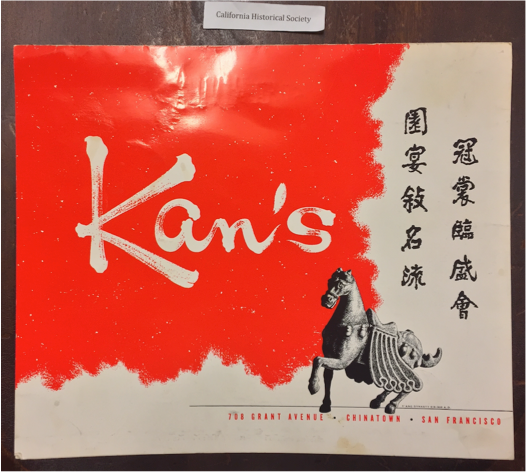 California Historical Society
Kan's
冠裳臨盛會
園宴敍名流
708 GRANT AVENUE • CHINATOWN • SAN FRANCISCO